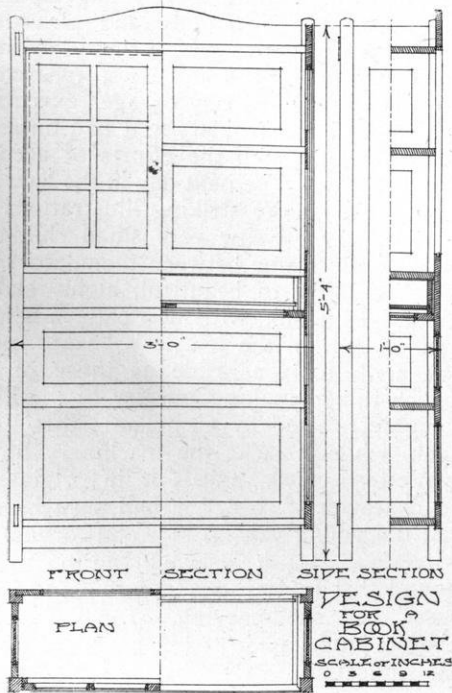 5'-4"
3'-0"
1'-0"
FRONT SECTION SIDE SECTION
PLAN
DESIGN
FOR A
BOOK
CABINET
SCALE OF INCHES
0 3 6 9 12